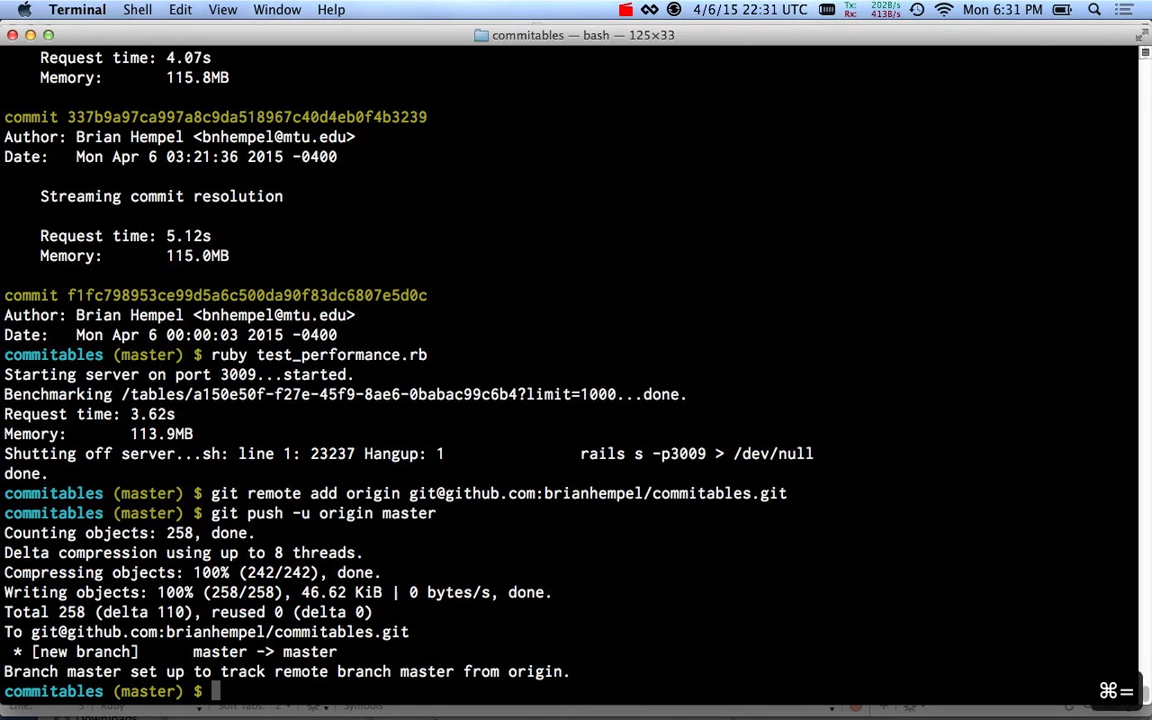 Terminal Shell Edit View Window Help 4/6/15 22:31 UTC Tx: 202B/s Rx: 413B/s Mon 6:31 PM
commitables — bash — 125×33
Request time: 4.07s
Memory: 115.8MB
commit 337b9a97ca997a8c9da518967c40d4eb0f4b3239
Author: Brian Hempel <bnhempel@mtu.edu>
Date: Mon Apr 6 03:21:36 2015 -0400
Streaming commit resolution
Request time: 5.12s
Memory: 115.0MB
commit f1fc798953ce99d5a6c500da90f83dc6807e5d0c
Author: Brian Hempel <bnhempel@mtu.edu>
Date: Mon Apr 6 00:00:03 2015 -0400
commitables (master) $ ruby test_performance.rb
Starting server on port 3009...started.
Benchmarking /tables/a150e50f-f27e-45f9-8ae6-0babac99c6b4?limit=1000...done.
Request time: 3.62s
Memory: 113.9MB
Shutting off server...sh: line 1: 23237 Hangup: 1 rails s -p3009 > /dev/null
done.
commitables (master) $ git remote add origin git@github.com:brianhempel/commitables.git
commitables (master) $ git push -u origin master
Counting objects: 258, done.
Delta compression using up to 8 threads.
Compressing objects: 100% (242/242), done.
Writing objects: 100% (258/258), 46.62 KiB | 0 bytes/s, done.
Total 258 (delta 110), reused 0 (delta 0)
To git@github.com:brianhempel/commitables.git
* [new branch] master -> master
Branch master set up to track remote branch master from origin.
commitables (master) $
⌘=